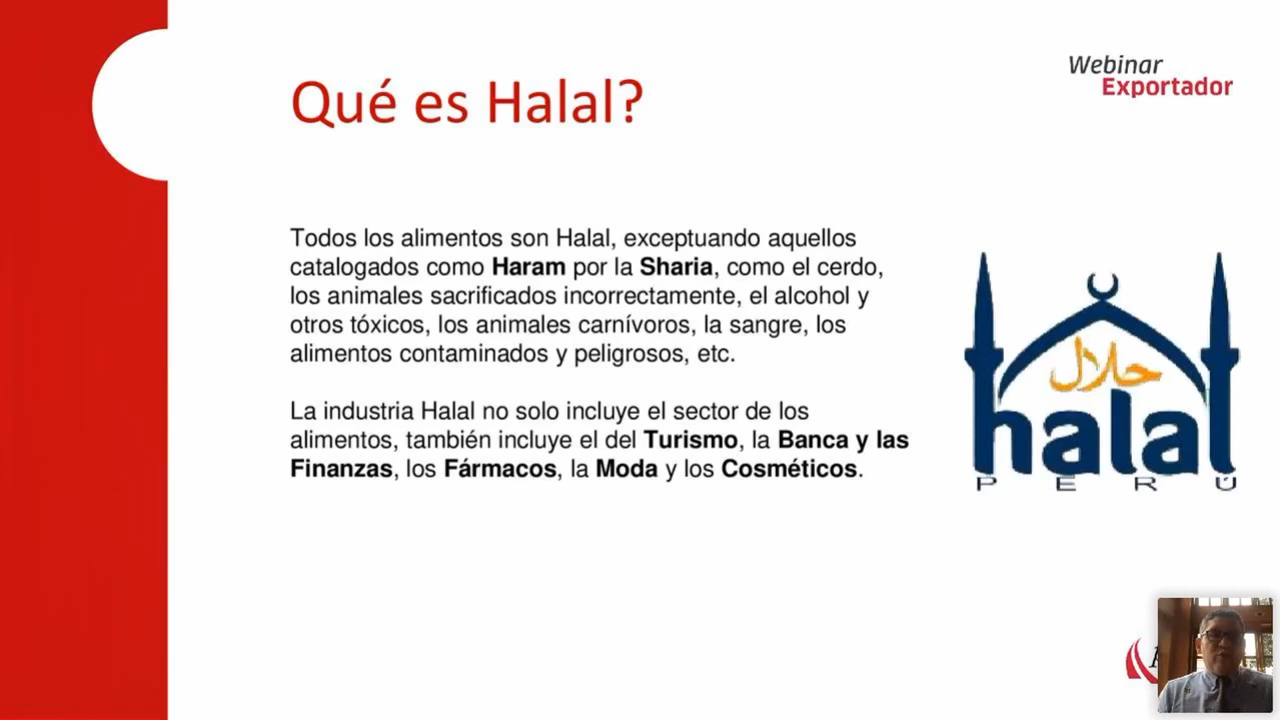 Webinar
Exportador
Qué es Halal?
Todos los alimentos son Halal, exceptuando aquellos
catalogados como Haram por la Sharia, como el cerdo,
los animales sacrificados incorrectamente, el alcohol y
otros tóxicos, los animales carnívoros, la sangre, los
alimentos contaminados y peligrosos, etc.
La industria Halal no solo incluye el sector de los
alimentos, también incluye el del Turismo, la Banca y las
Finanzas, los Fármacos, la Moda y los Cosméticos.
حلال
halal
PERÚ